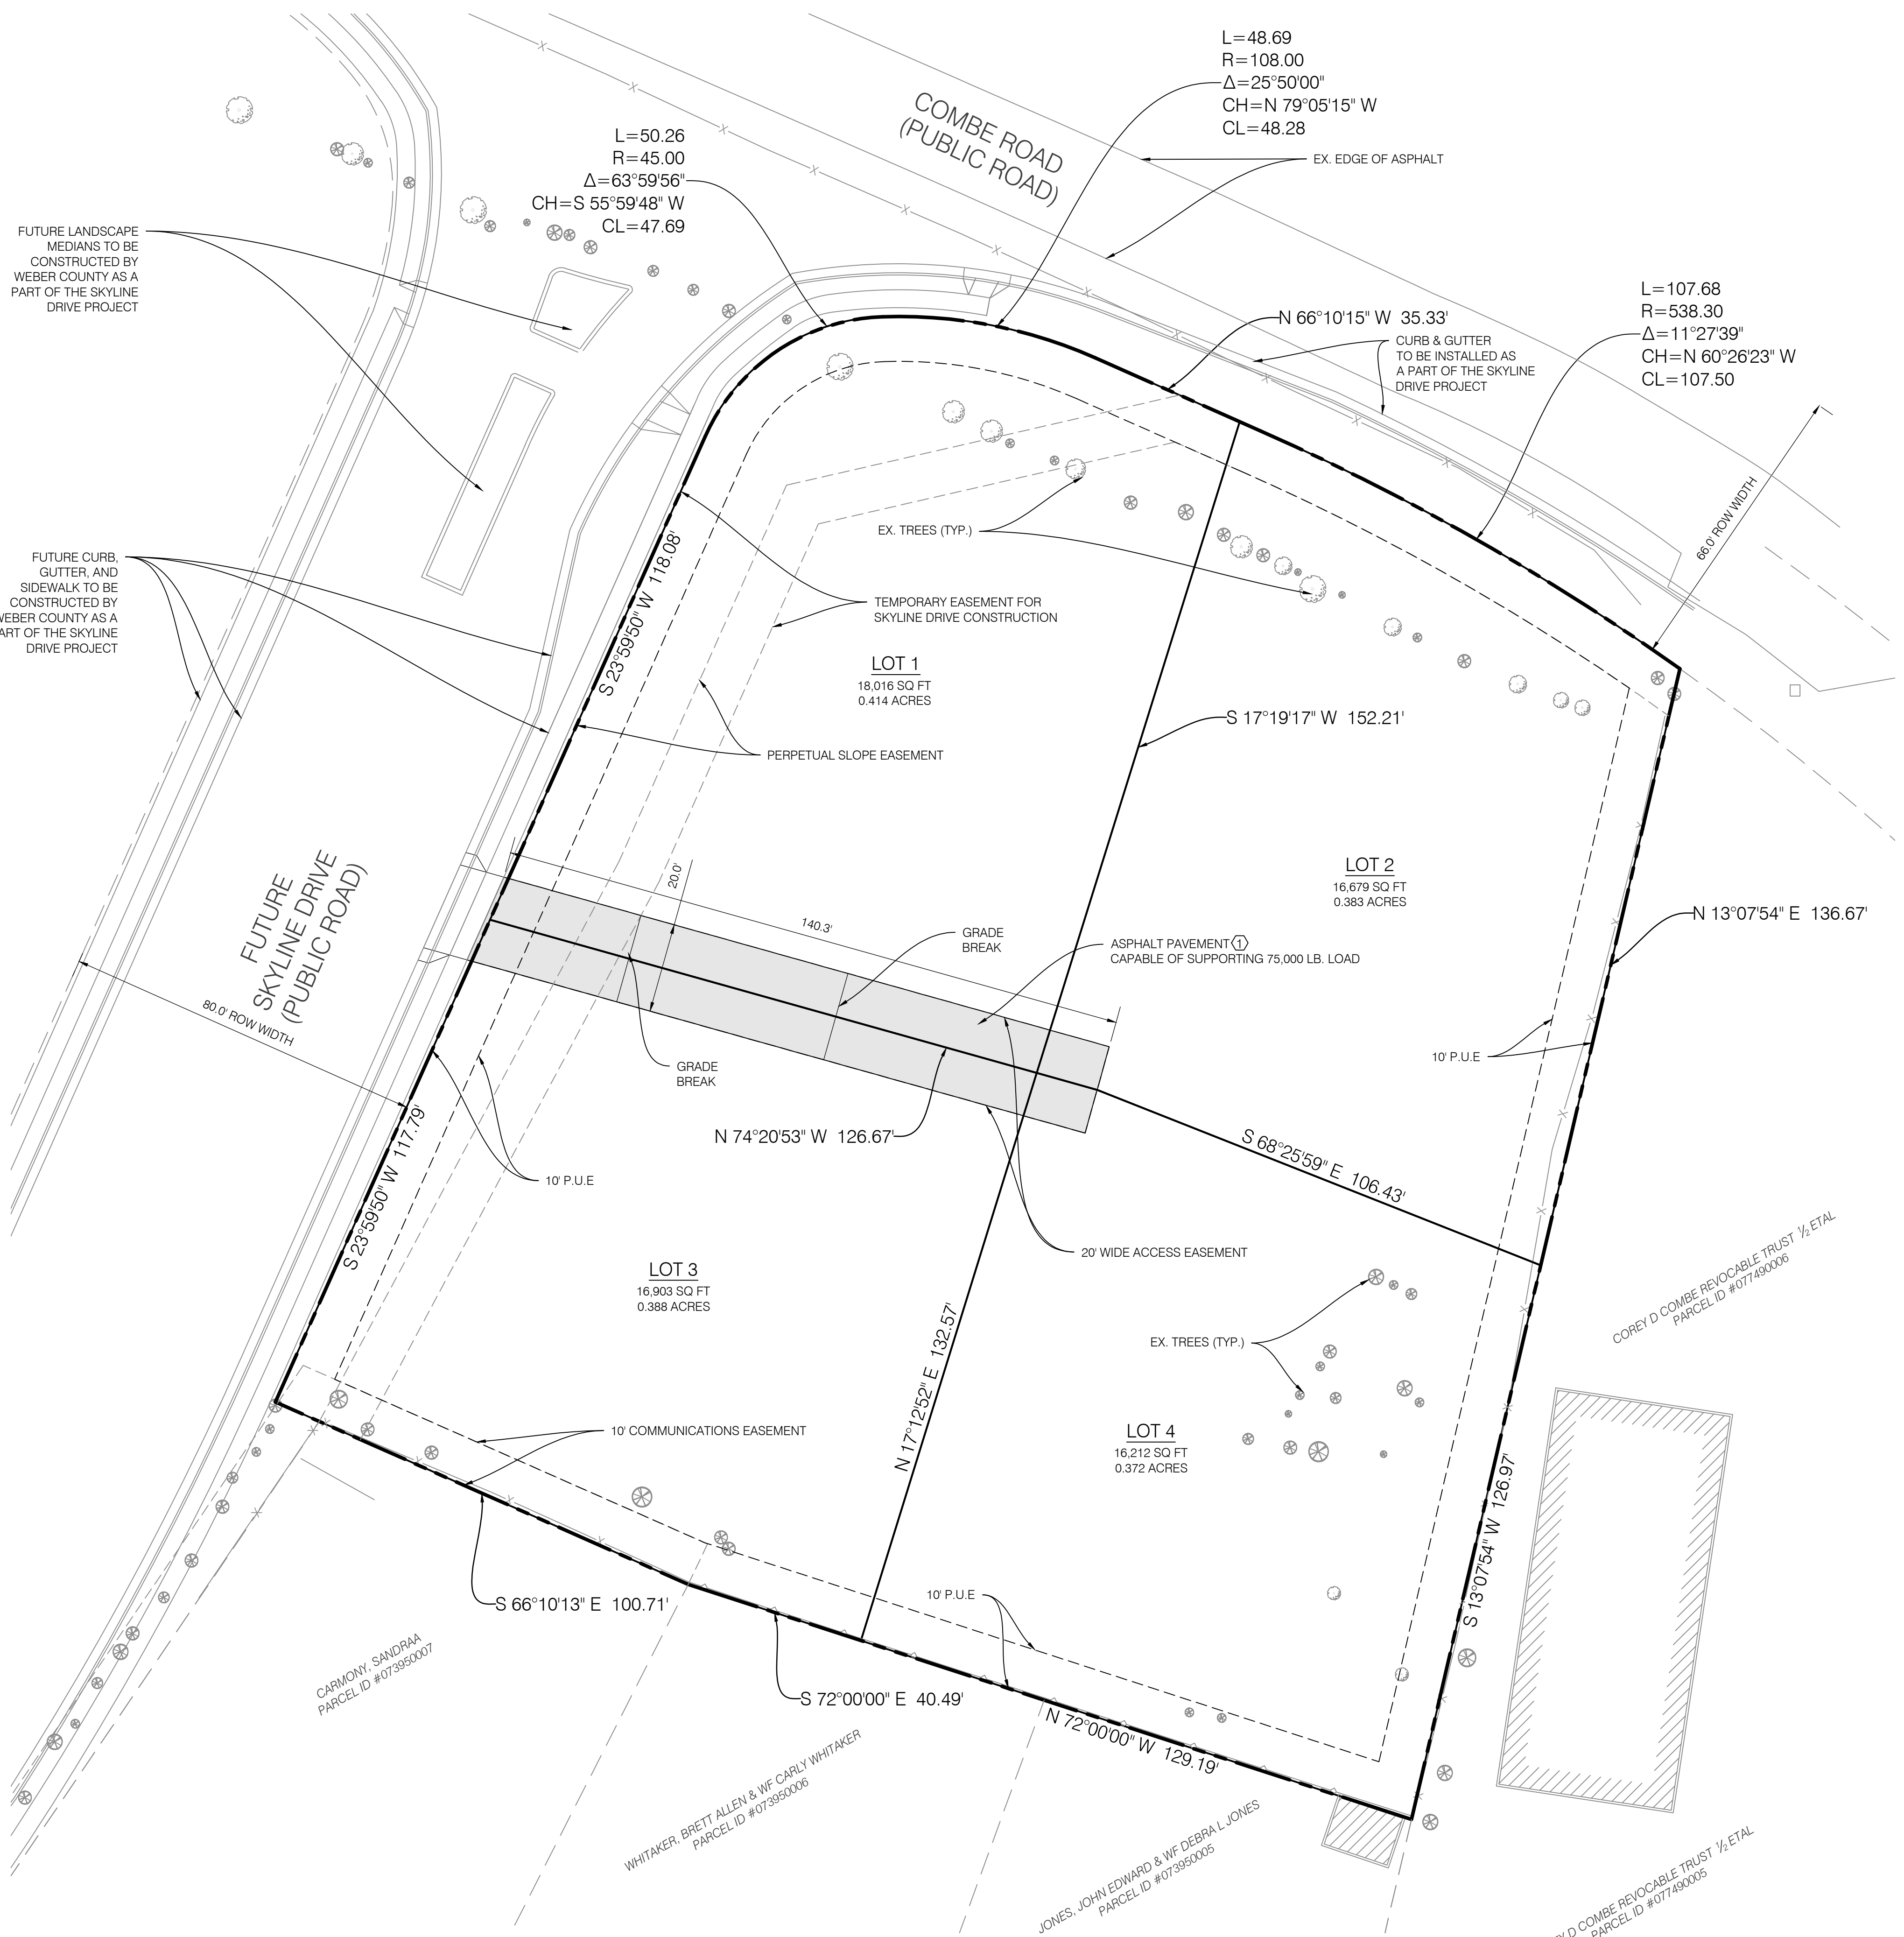 L=48.69
R=108.00
Δ=25°50'00"
CH=N 79°05'15" W
CL=48.28
COMBE ROAD
(PUBLIC ROAD)
L=50.26
R=45.00
Δ=63°59'56"
CH=S 55°59'48" W
CL=47.69
EX. EDGE OF ASPHALT
FUTURE LANDSCAPE
MEDIANS TO BE
CONSTRUCTED BY
WEBER COUNTY AS A
PART OF THE SKYLINE
DRIVE PROJECT
L=107.68
R=538.30
Δ=11°27'39"
CH=N 60°26'23" W
CL=107.50
N 66°10'15" W 35.33'
CURB & GUTTER
TO BE INSTALLED AS
A PART OF THE SKYLINE
DRIVE PROJECT
66.0' ROW WIDTH
EX. TREES (TYP.)
FUTURE CURB,
GUTTER, AND
SIDEWALK TO BE
CONSTRUCTED BY
WEBER COUNTY AS A
PART OF THE SKYLINE
DRIVE PROJECT
S 23°59'50" W 118.08'
TEMPORARY EASEMENT FOR
SKYLINE DRIVE CONSTRUCTION
LOT 1
18,016 SQ FT
0.414 ACRES
S 17°19'17" W 152.21'
PERPETUAL SLOPE EASEMENT
LOT 2
16,679 SQ FT
0.383 ACRES
N 13°07'54" E 136.67'
20.0'
140.3'
GRADE
BREAK
ASPHALT PAVEMENT 1
CAPABLE OF SUPPORTING 75,000 LB. LOAD
FUTURE
SKYLINE DRIVE
(PUBLIC ROAD)
80.0' ROW WIDTH
10' P.U.E
GRADE
BREAK
N 74°20'53" W 126.67'
S 68°25'59" E 106.43'
S 23°59'50" W 117.79'
10' P.U.E
20' WIDE ACCESS EASEMENT
COREY D COMBE REVOCABLE TRUST ½ ETAL
PARCEL ID #077490006
LOT 3
16,903 SQ FT
0.388 ACRES
EX. TREES (TYP.)
N 17°12'52" E 132.57'
10' COMMUNICATIONS EASEMENT
LOT 4
16,212 SQ FT
0.372 ACRES
S 13°07'54" W 126.97'
S 66°10'13" E 100.71'
10' P.U.E
CARMONY, SANDRAA
PARCEL ID #073950007
S 72°00'00" E 40.49'
N 72°00'00" W 129.19'
WHITAKER, BRETT ALLEN & WF CARLY WHITAKER
PARCEL ID #073950006
JONES, JOHN EDWARD & WF DEBRA L JONES
PARCEL ID #073950005
D COMBE REVOCABLE TRUST ½ ETAL
PARCEL ID #077490005